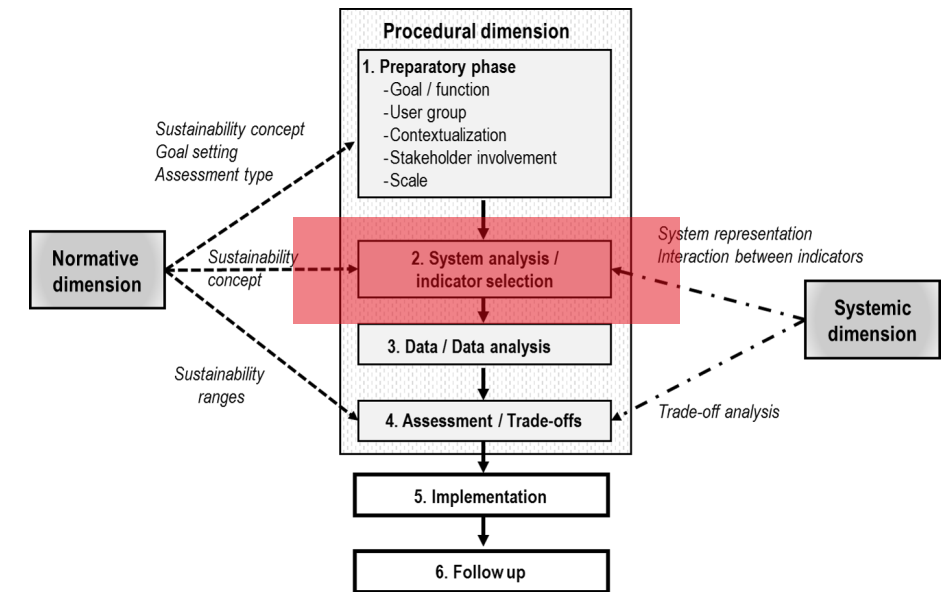 Procedural dimension
1. Preparatory phase
-Goal / function
-User group
-Contextualization
-Stakeholder involvement
-Scale
Sustainability concept
Goal setting
Assessment type
Normative
dimension
Sustainability
concept
2. System analysis /
indicator selection
System representation
Interaction between indicators
Systemic
dimension
3. Data / Data analysis
Sustainability
ranges
4. Assessment / Trade-offs
Trade-off analysis
5. Implementation
6. Follow up